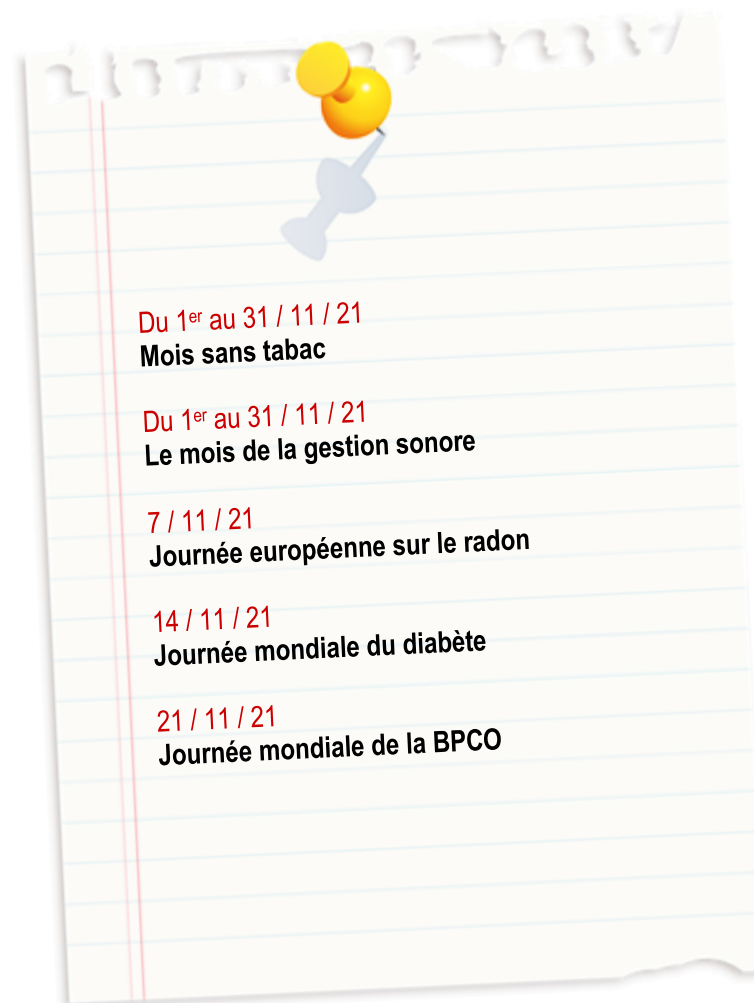 Du 1er au 31 / 11 / 21
Mois sans tabac
Du 1er au 31 / 11 / 21
Le mois de la gestion sonore
7 / 11 / 21
Journée européenne sur le radon
14 / 11 / 21
Journée mondiale du diabète
21 / 11 / 21
Journée mondiale de la BPCO